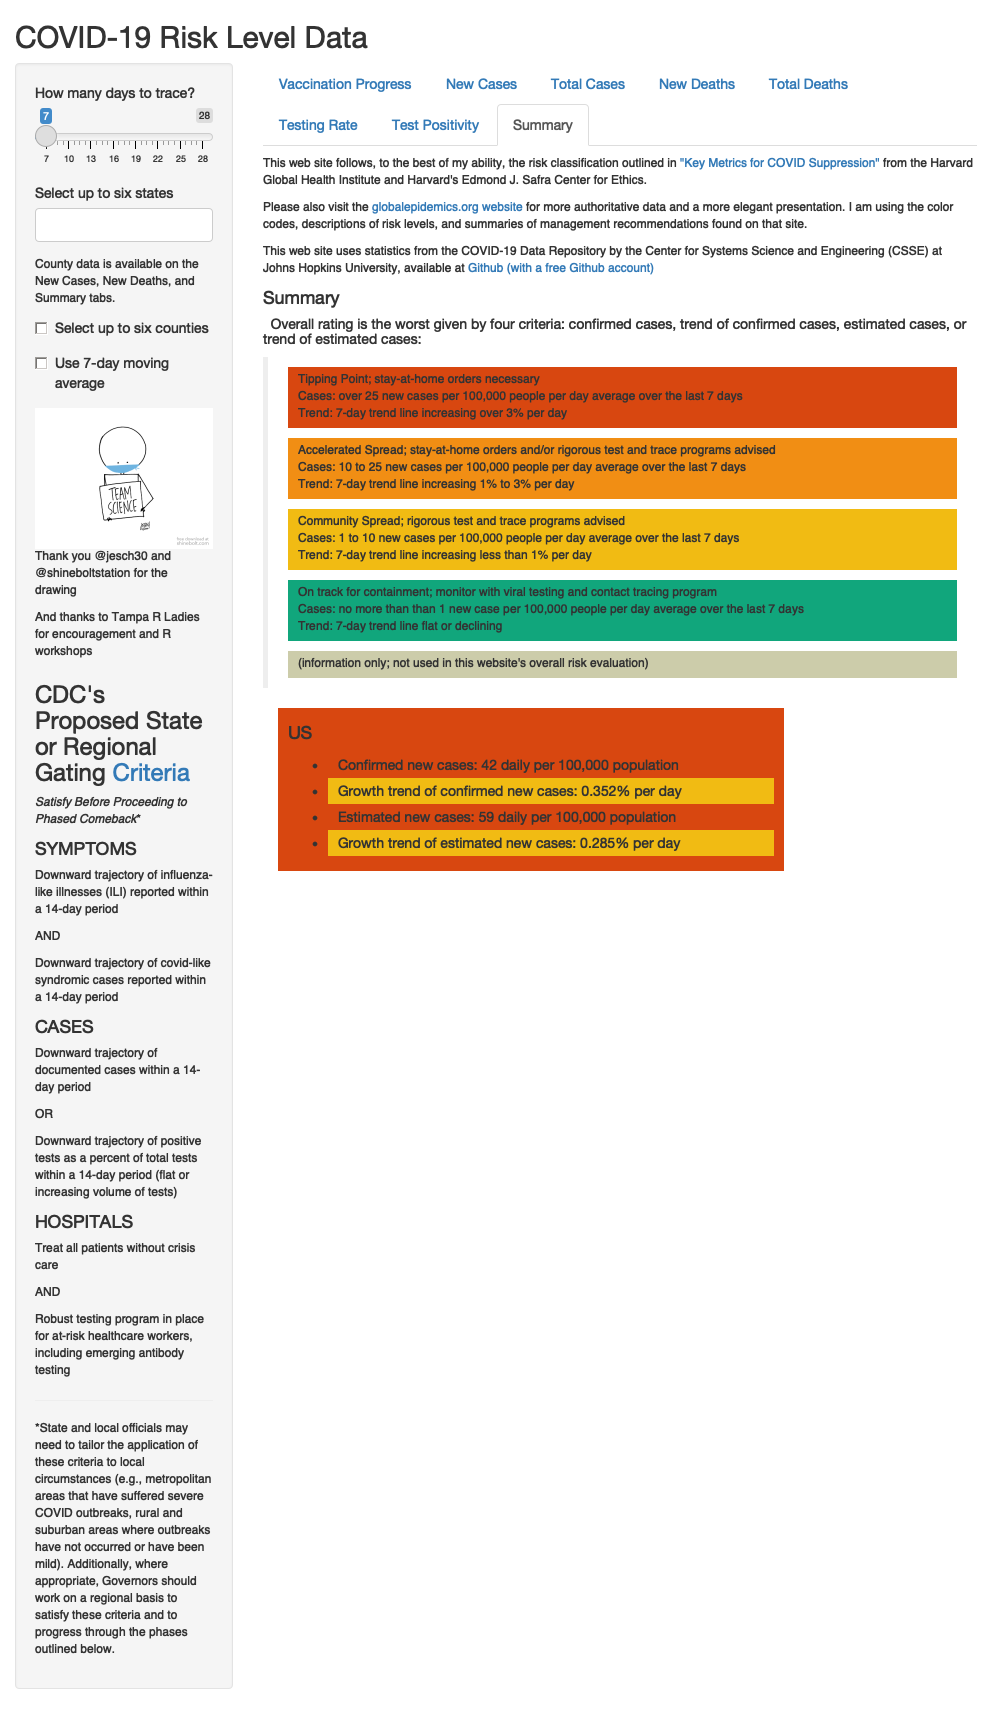 COVID-19 Risk Level Data
How many days to trace?
7
28
7 10 13 16 19 22 25 28
Select up to six states
County data is available on the
New Cases, New Deaths, and
Summary tabs.
Select up to six counties
Use 7-day moving
average
TEAM
SCIENCE
Thank you @jesch30 and
@shineboltstation for the
drawing
And thanks to Tampa R Ladies
for encouragement and R
workshops
CDC's
Proposed State
or Regional
Gating Criteria
Satisfy Before Proceeding to
Phased Comeback*
SYMPTOMS
Downward trajectory of influenza-
like illnesses (ILI) reported within
a 14-day period
AND
Downward trajectory of covid-like
syndromic cases reported within
a 14-day period
CASES
Downward trajectory of
documented cases within a 14-
day period
OR
Downward trajectory of positive
tests as a percent of total tests
within a 14-day period (flat or
increasing volume of tests)
HOSPITALS
Treat all patients without crisis
care
AND
Robust testing program in place
for at-risk healthcare workers,
including emerging antibody
testing
*State and local officials may
need to tailor the application of
these criteria to local
circumstances (e.g., metropolitan
areas that have suffered severe
COVID outbreaks, rural and
suburban areas where outbreaks
have not occurred or have been
mild). Additionally, where
appropriate, Governors should
work on a regional basis to
satisfy these criteria and to
progress through the phases
outlined below.
Vaccination Progress New Cases Total Cases New Deaths Total Deaths
Testing Rate Test Positivity Summary
This web site follows, to the best of my ability, the risk classification outlined in "Key Metrics for COVID Suppression" from the Harvard
Global Health Institute and Harvard's Edmond J. Safra Center for Ethics.
Please also visit the globalepidemics.org website for more authoritative data and a more elegant presentation. I am using the color
codes, descriptions of risk levels, and summaries of management recommendations found on that site.
This web site uses statistics from the COVID-19 Data Repository by the Center for Systems Science and Engineering (CSSE) at
Johns Hopkins University, available at Github (with a free Github account)
Summary
Overall rating is the worst given by four criteria: confirmed cases, trend of confirmed cases, estimated cases, or
trend of estimated cases:
Tipping Point; stay-at-home orders necessary
Cases: over 25 new cases per 100,000 people per day average over the last 7 days
Trend: 7-day trend line increasing over 3% per day
Accelerated Spread; stay-at-home orders and/or rigorous test and trace programs advised
Cases: 10 to 25 new cases per 100,000 people per day average over the last 7 days
Trend: 7-day trend line increasing 1% to 3% per day
Community Spread; rigorous test and trace programs advised
Cases: 1 to 10 new cases per 100,000 people per day average over the last 7 days
Trend: 7-day trend line increasing less than 1% per day
On track for containment; monitor with viral testing and contact tracing program
Cases: no more than than 1 new case per 100,000 people per day average over the last 7 days
Trend: 7-day trend line flat or declining
(information only; not used in this website's overall risk evaluation)
US
Confirmed new cases: 42 daily per 100,000 population
Growth trend of confirmed new cases: 0.352% per day
Estimated new cases: 59 daily per 100,000 population
Growth trend of estimated new cases: 0.285% per day